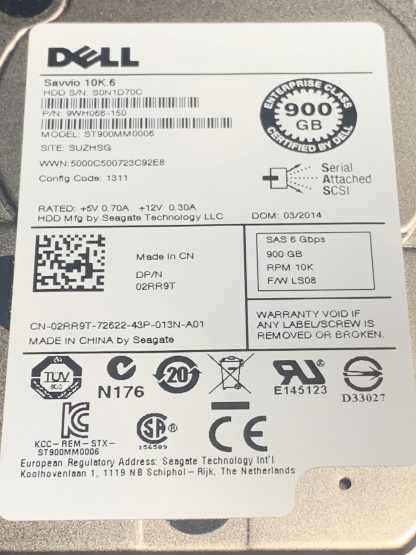 DELL
Savvio 10K.6
HDD S/N: S0N1D70C
P/N: 9WH066-150
MODEL: ST900MM0006
SITE: SUZHSG
WWN: 5000C500723C92E8
Config Code: 1311
ENTERPRISE CLASS
900
GB
CERTIFIED BY DELL
Serial
Attached
SCSI
RATED: +5V 0.70A +12V 0.30A
HDD Mfg by Seagate Technology LLC
DOM: 03/2014
Made in CN
DP/N
02RR9T
SAS 6 Gbps
900 GB
RPM 10K
F/W LS08
CN-02RR9T-72622-43P-013N-A01
MADE IN CHINA by Seagate
WARRANTY VOID IF
ANY LABEL/SCREW IS
REMOVED OR BROKEN.
TUV
N176
20
E145123
D33027
KCC-REM-STX-
ST900MM0006
SA
®
156589
CE
European Regulatory Address: Seagate Technology Int'l
Koolhovenlaan 1, 1119 NB Schiphol - Rijk, The Netherlands